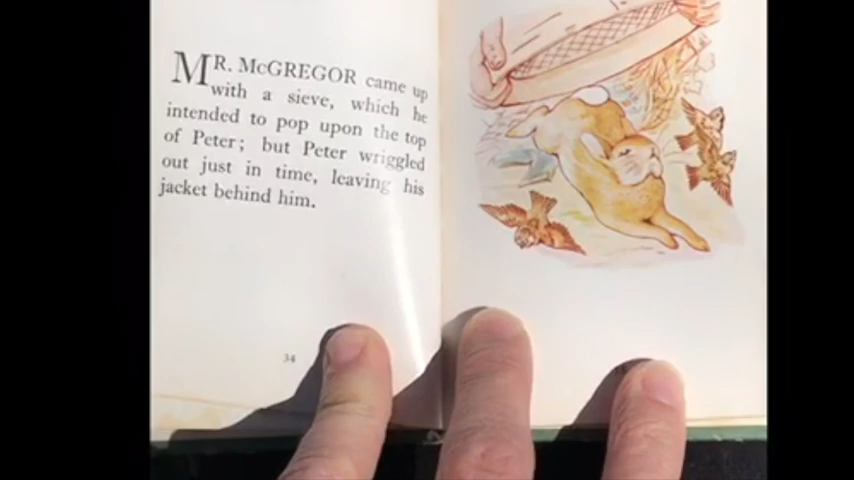 MR. McGREGOR came up
with a sieve, which he
intended to pop upon the top
of Peter; but Peter wriggled
out just in time, leaving his
jacket behind him.
34